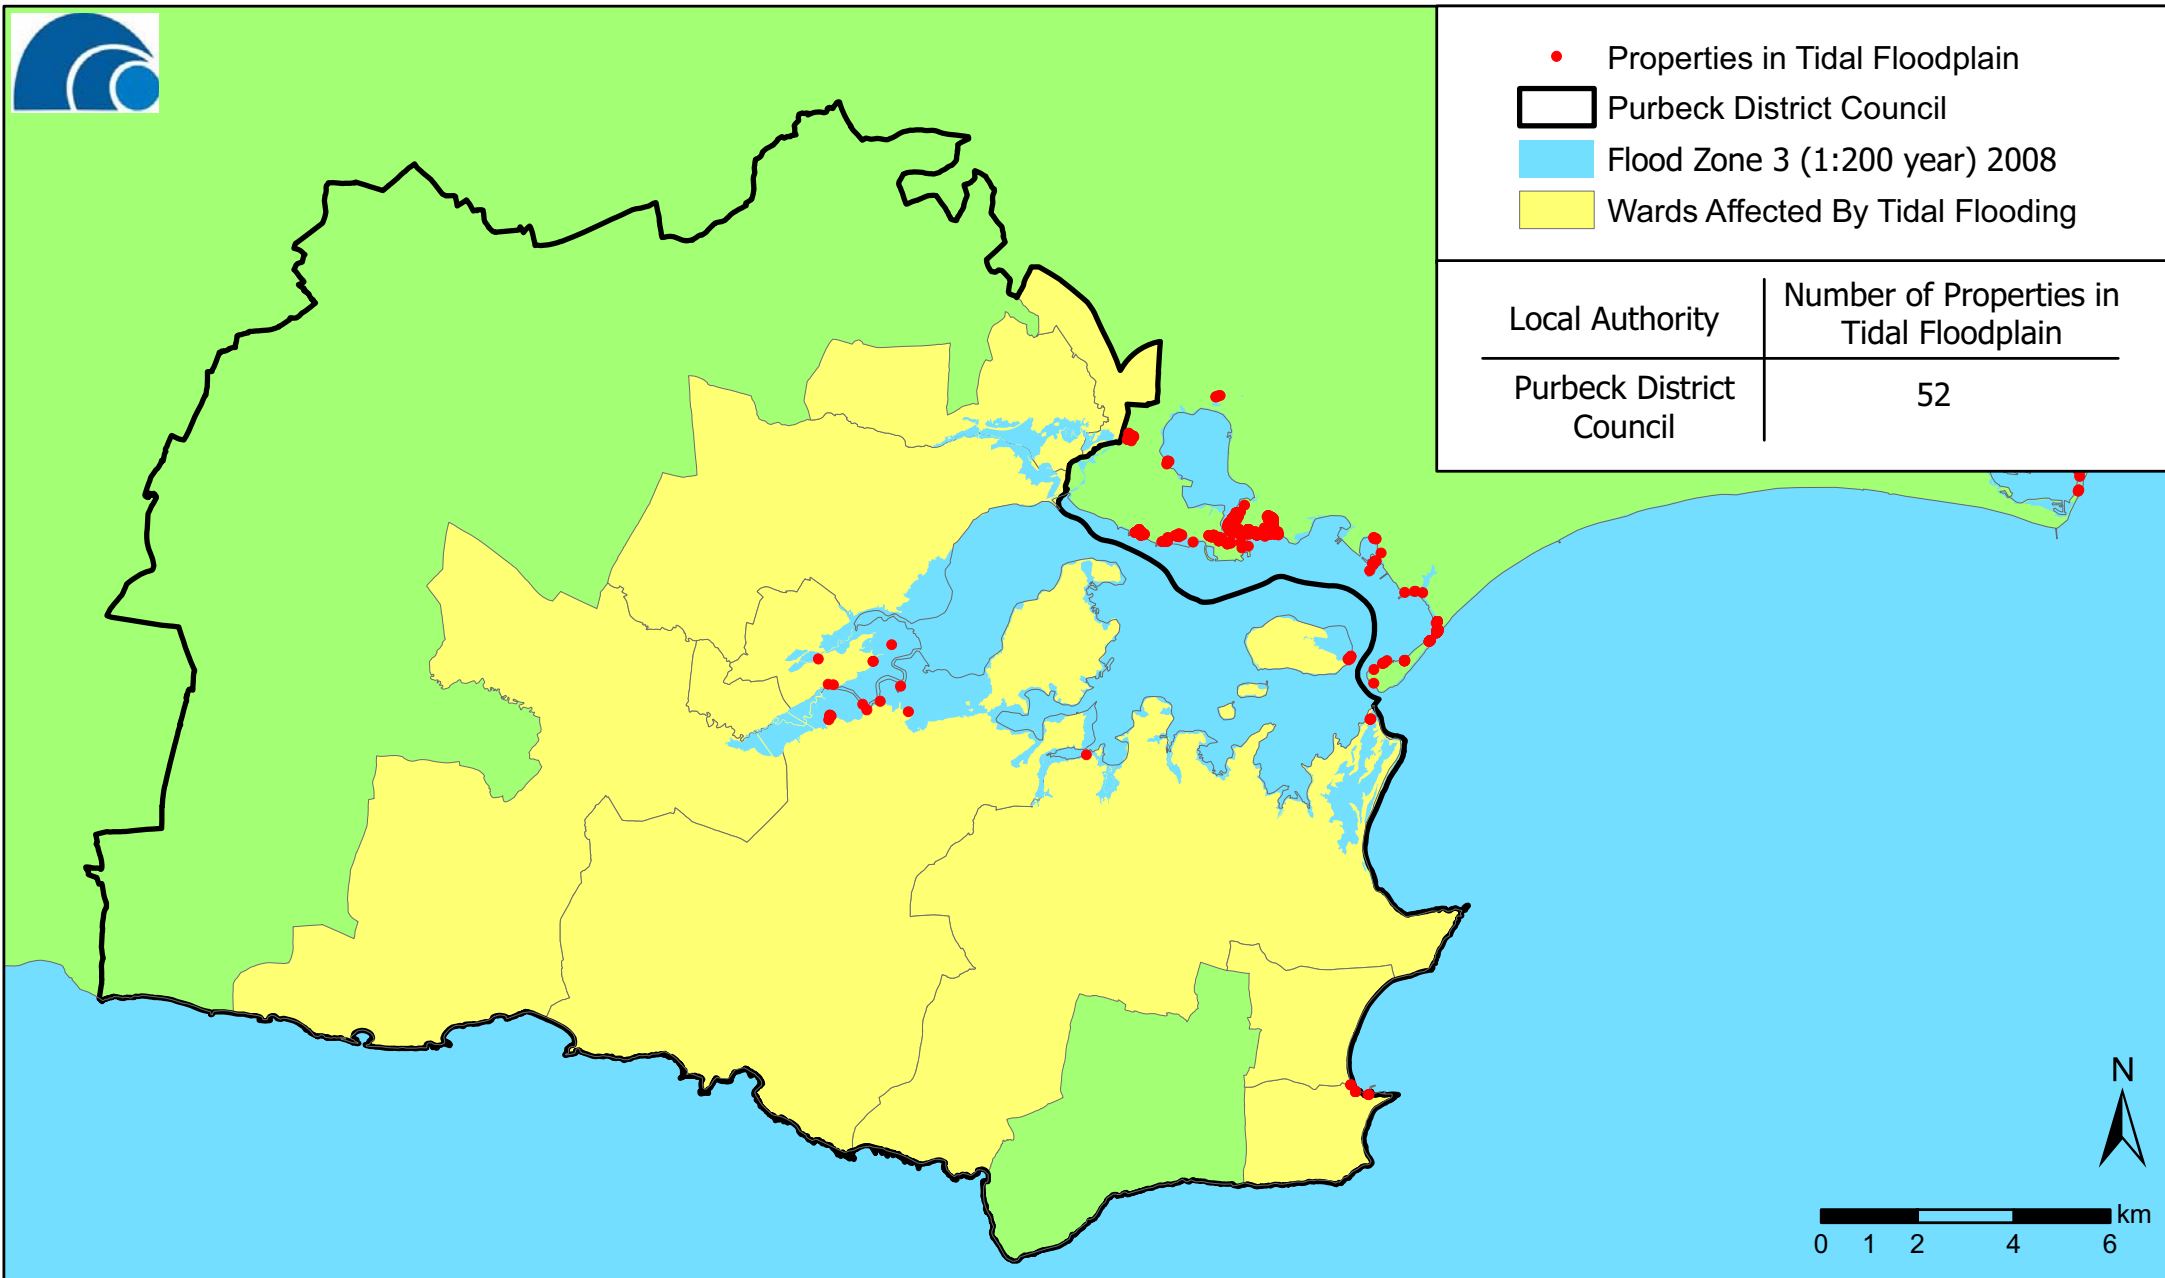 Properties in Tidal Floodplain
Purbeck District Council
Flood Zone 3 (1:200 year) 2008
Wards Affected By Tidal Flooding
Local Authority
Number of Properties in
Tidal Floodplain
Purbeck District
Council
52
N
km
0 1 2 4 6